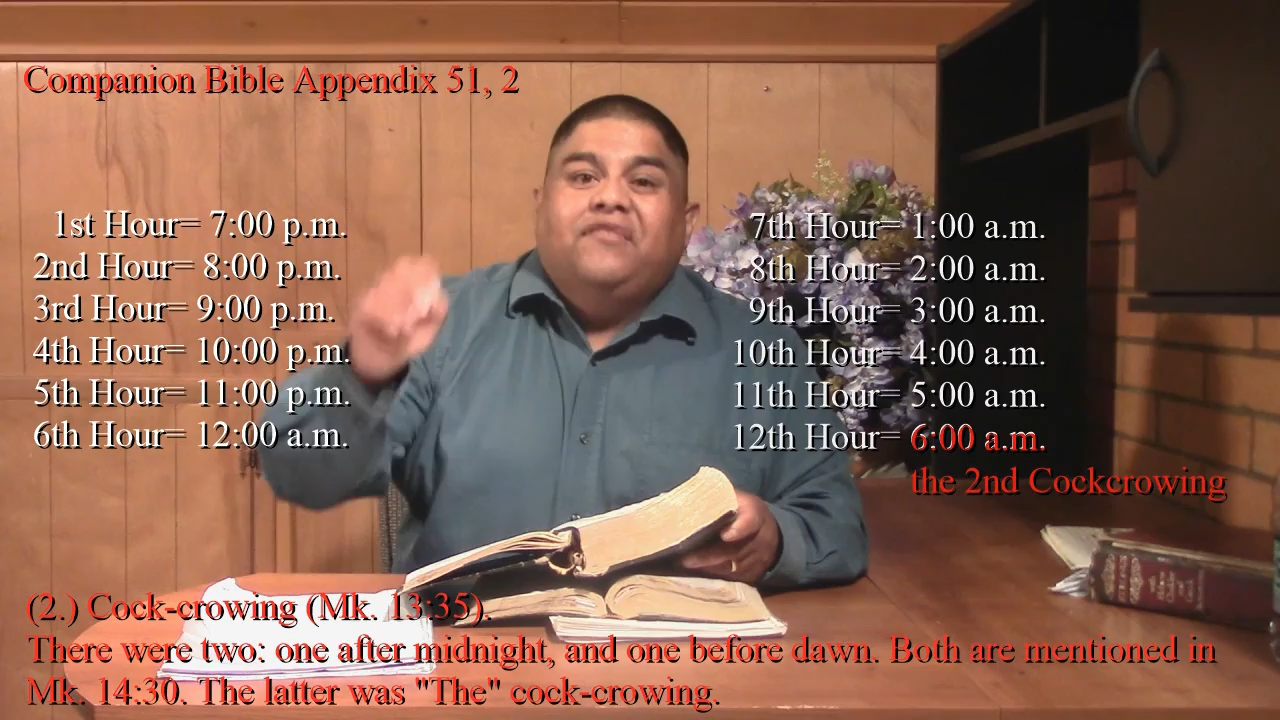 Companion Bible Appendix 51, 2
1st Hour= 7:00 p.m.
2nd Hour= 8:00 p.m.
3rd Hour= 9:00 p.m.
4th Hour= 10:00 p.m.
5th Hour= 11:00 p.m.
6th Hour= 12:00 a.m.
7th Hour= 1:00 a.m.
8th Hour= 2:00 a.m.
9th Hour= 3:00 a.m.
10th Hour= 4:00 a.m.
11th Hour= 5:00 a.m.
12th Hour= 6:00 a.m.
the 2nd Cockcrowing
(2.) Cock-crowing (Mk. 13:35).
There were two: one after midnight, and one before dawn. Both are mentioned in
Mk. 14:30. The latter was "The" cock-crowing.